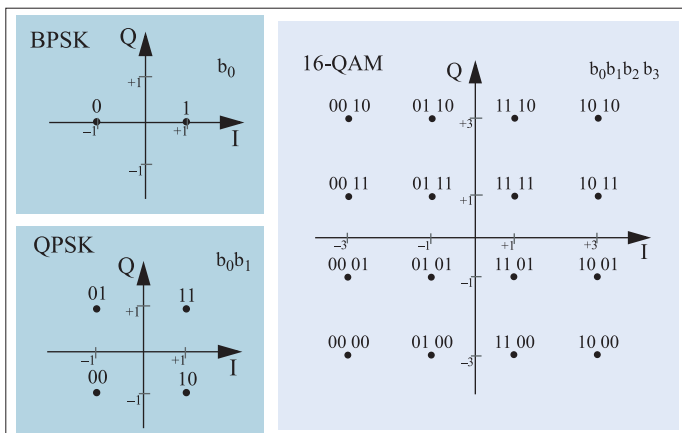 BPSK
Q
b0
+1
0 1
−1 +1 I
−1
QPSK
Q
b0b1
01 11
+1
−1 +1 I
00 10
−1
16-QAM
Q
b0b1b2 b3
00 10 01 10 11 10 10 10
+3
00 11 01 11 11 11 10 11
+1
−3 −1 +1 +3 I
00 01 01 01 11 01 10 01
−1
00 00 01 00 11 00 10 00
−3